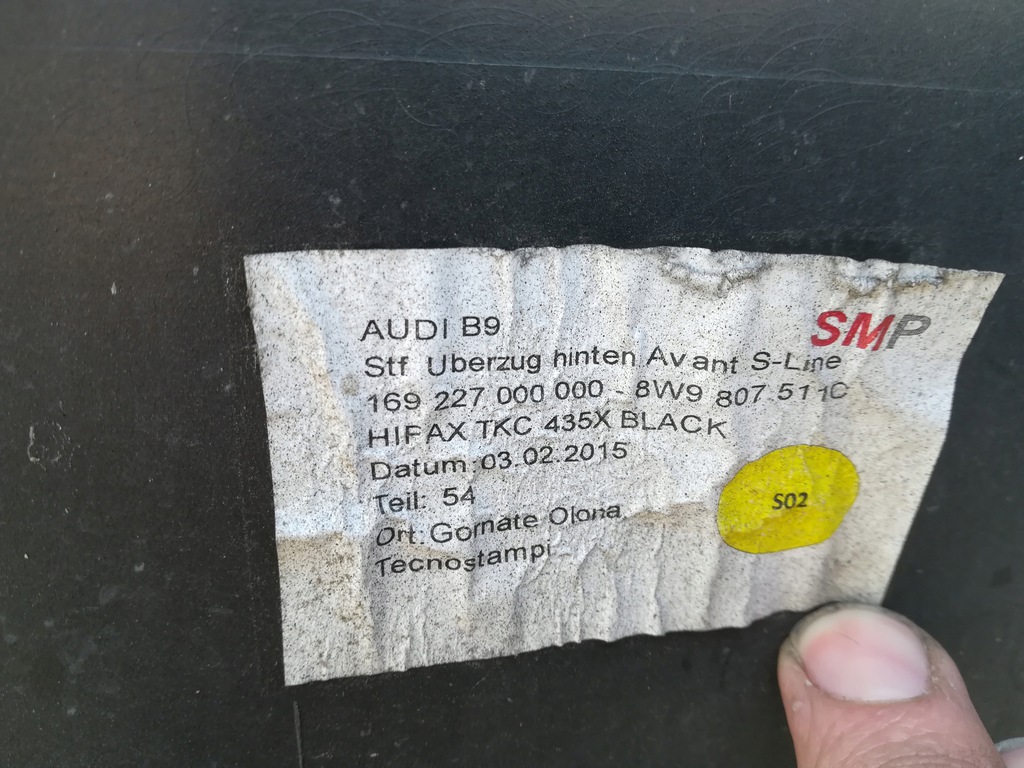 AUDI B9
SMP
Stf Überzug hinten Avant S-Line
169 227 000 000 - 8W9 807 511C
HIFAX TKC 435X BLACK
Datum:03.02.2015
Teil: 54
S02
Ort:Gornate Olona
Tecnostampi